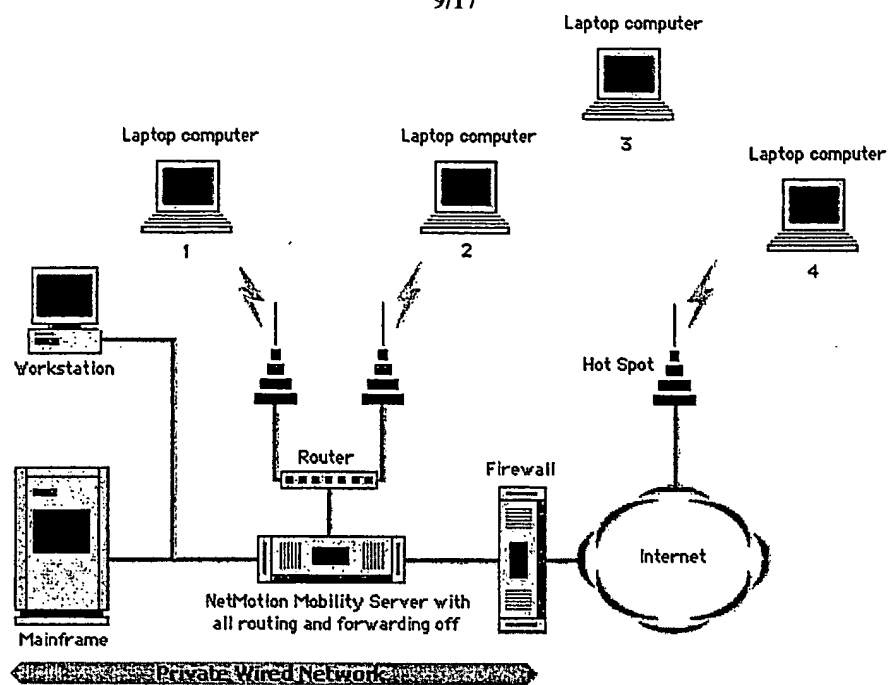 9/17
Laptop computer
3
Laptop computer
1
Laptop computer
2
Laptop computer
4
Workstation
Hot Spot
Router
Firewall
Internet
NetMotion Mobility Server with
all routing and forwarding off
Mainframe
Private Wired Network